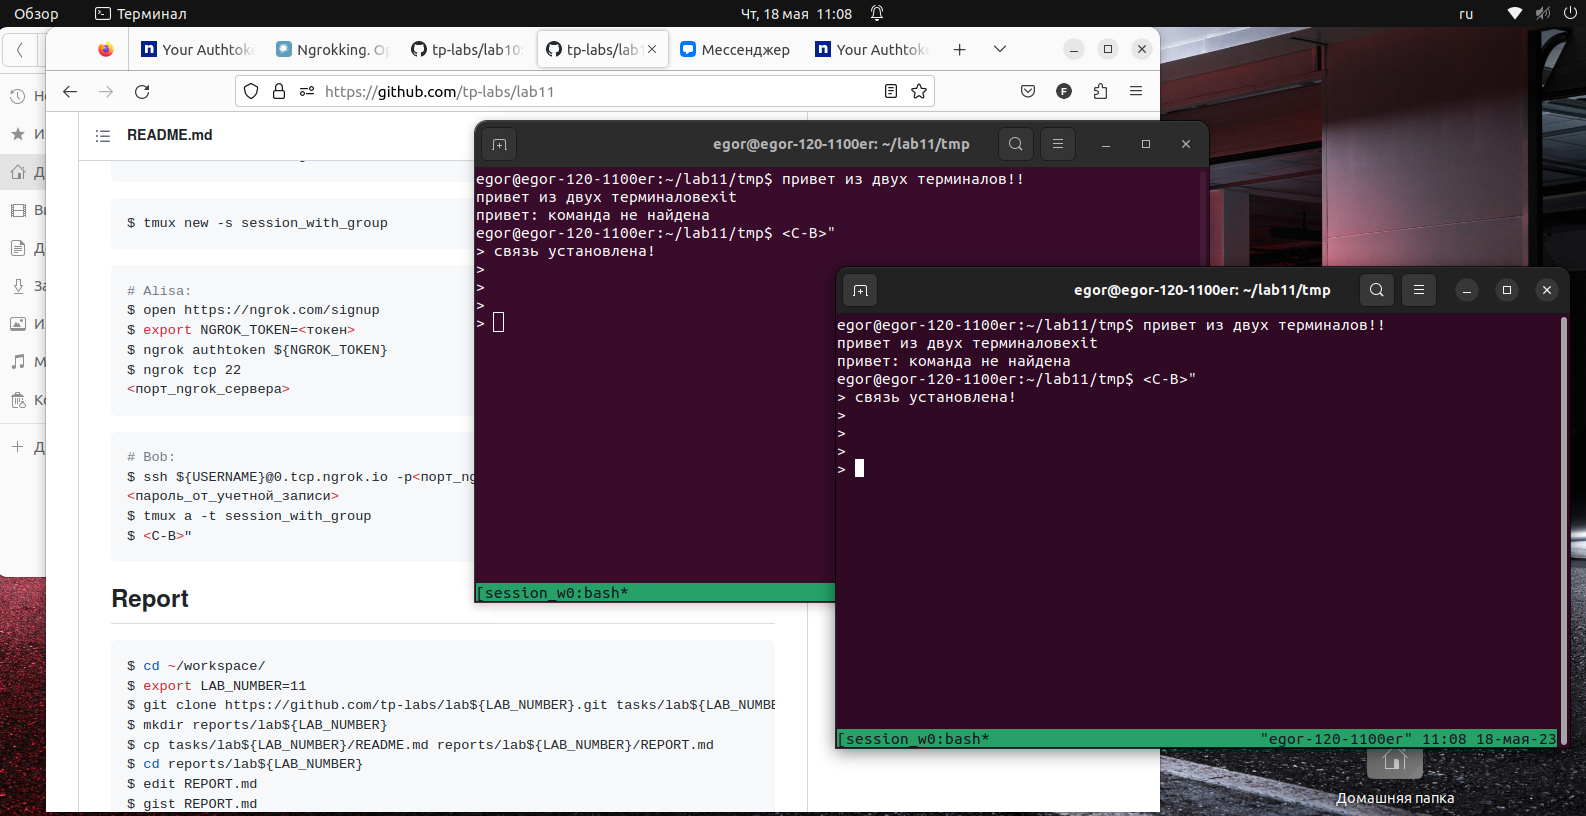 Обзор
Терминал
Чт, 18 мая 11:08
ru
Your Authtoke
Ngrokking. Op
tp-labs/lab10:
tp-labs/lab1
Мессенджер
Your Authtoke
https://github.com/tp-labs/lab11
README.md
$ tmux new -s session_with_group
# Alisa:
$ open https://ngrok.com/signup
$ export NGROK_TOKEN=<токен>
$ ngrok authtoken ${NGROK_TOKEN}
$ ngrok tcp 22
<порт_ngrok_сервера>
# Bob:
$ ssh ${USERNAME}@0.tcp.ngrok.io -p<порт_ng
<пароль_от_учетной_записи>
$ tmux a -t session_with_group
$ <C-B>"
Report
$ cd ~/workspace/
$ export LAB_NUMBER=11
$ git clone https://github.com/tp-labs/lab${LAB_NUMBER}.git tasks/lab${LAB_NUMBE
$ mkdir reports/lab${LAB_NUMBER}
$ cp tasks/lab${LAB_NUMBER}/README.md reports/lab${LAB_NUMBER}/REPORT.md
$ cd reports/lab${LAB_NUMBER}
$ edit REPORT.md
$ gist REPORT.md
egor@egor-120-1100er: ~/lab11/tmp
egor@egor-120-1100er:~/lab11/tmp$ привет из двух терминалов!!
привет из двух терминаловexit
привет: команда не найдена
egor@egor-120-1100er:~/lab11/tmp$ <C-B>"
> связь установлена!
>
>
>
>
[session_w0:bash*
egor@egor-120-1100er: ~/lab11/tmp
egor@egor-120-1100er:~/lab11/tmp$ привет из двух терминалов!!
привет из двух терминаловexit
привет: команда не найдена
egor@egor-120-1100er:~/lab11/tmp$ <C-B>"
> связь установлена!
>
>
>
>
[session_w0:bash* "egor-120-1100er" 11:08 18-мая-23
Домашняя папка